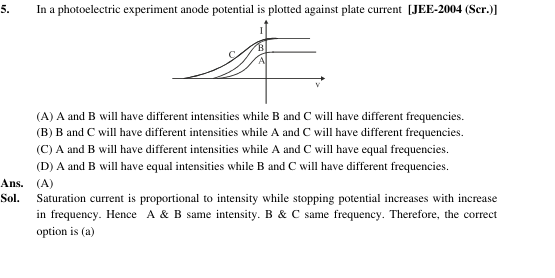 5. In a photoelectric experiment anode potential is plotted against plate current [JEE-2004 (Scr.)]
I
C
B
A
v
(A) A and B will have different intensities while B and C will have different frequencies.
(B) B and C will have different intensities while A and C will have different frequencies.
(C) A and B will have different intensities while A and C will have equal frequencies.
(D) A and B will have equal intensities while B and C will have different frequencies.
Ans. (A)
Sol. Saturation current is proportional to intensity while stopping potential increases with increase
in frequency. Hence A & B same intensity. B & C same frequency. Therefore, the correct
option is (a)